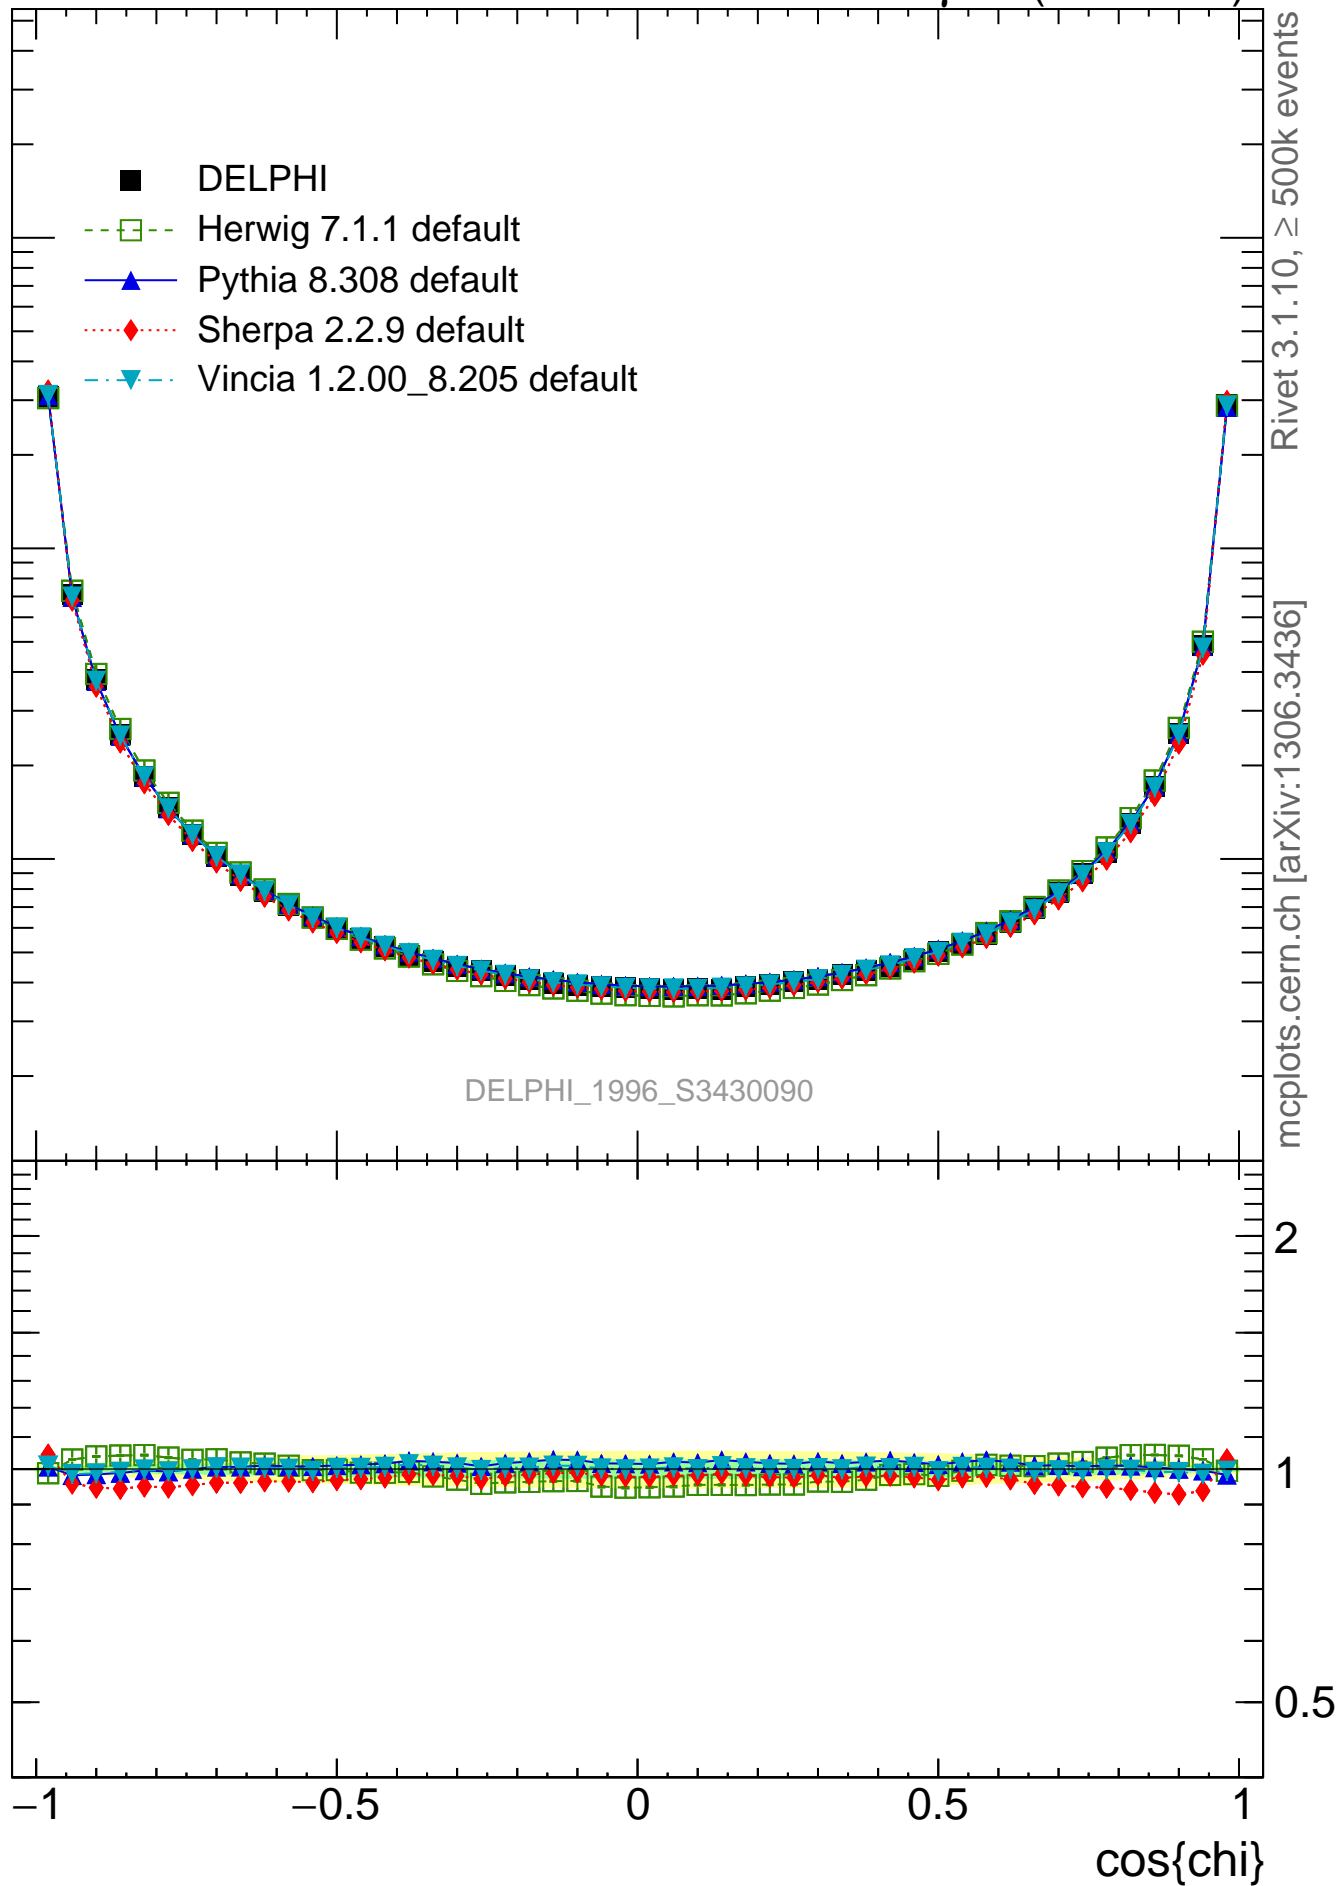 DELPHI
Herwig 7.1.1 default
Pythia 8.308 default
Sherpa 2.2.9 default
Vincia 1.2.00_8.205 default
DELPHI_1996_S3430090
Rivet 3.1.10, ≥ 500k events
mcplots.cern.ch [arXiv:1306.3436]
2
1
0.5
−1
−0.5
0
0.5
1
cos{chi}